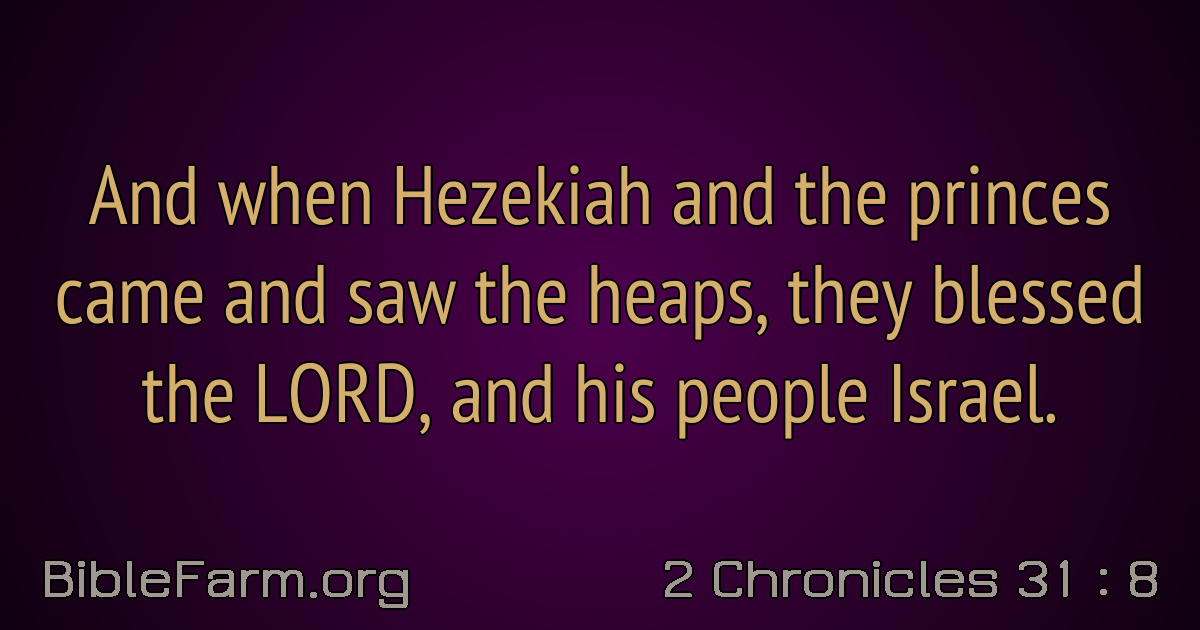 And when Hezekiah and the princes
came and saw the heaps, they blessed
the LORD, and his people Israel.
BibleFarm.org
2 Chronicles 31 : 8